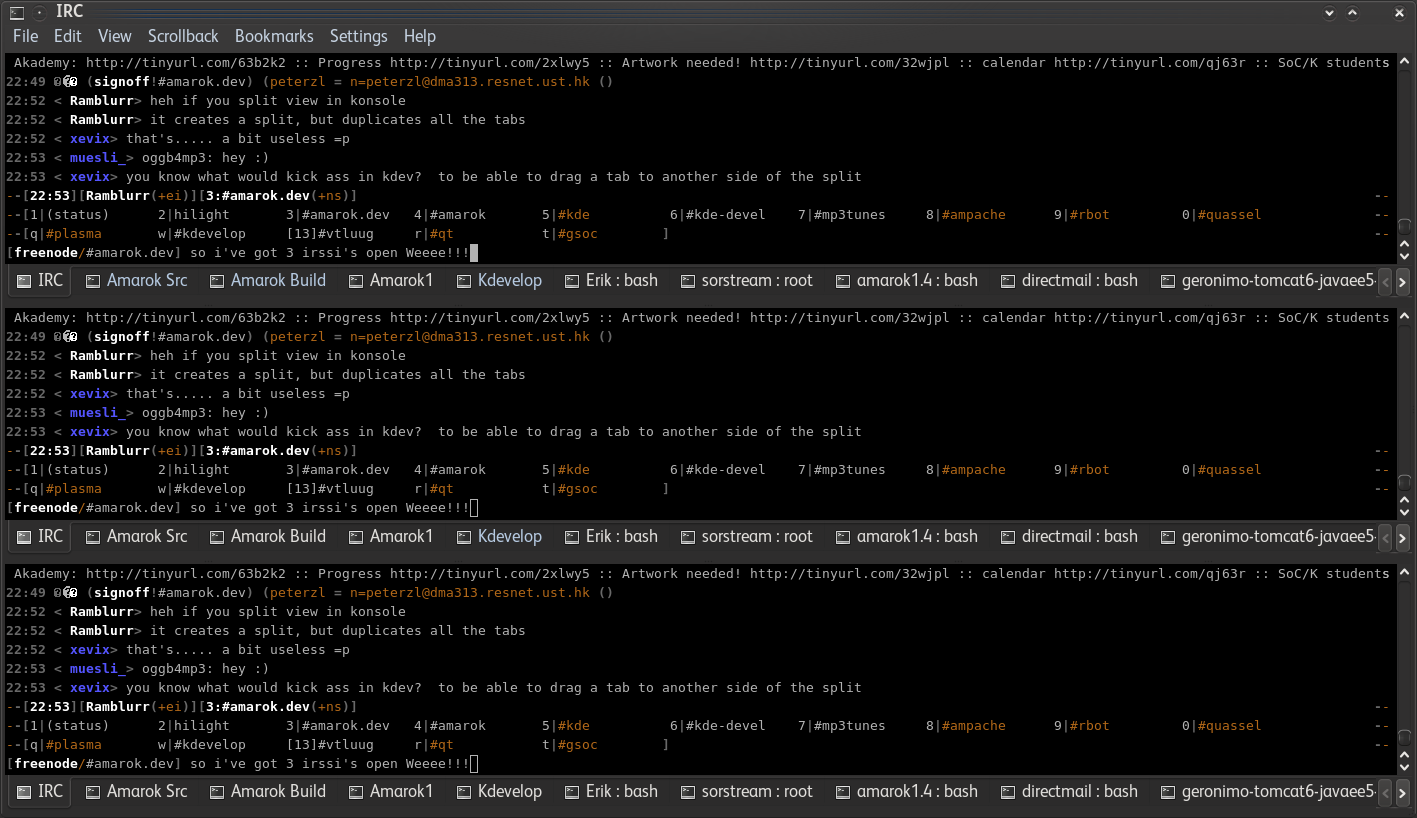 IRC
File Edit View Scrollback Bookmarks Settings Help
Akademy: http://tinyurl.com/63b2k2 :: Progress http://tinyurl.com/2xlwy5 :: Artwork needed! http://tinyurl.com/32wjpl :: calendar http://tinyurl.com/qj63r :: SoC/K students
22:49 (signoff!#amarok.dev) (peterzl = n=peterzl@dma313.resnet.ust.hk ()
22:52 < Ramblurr> heh if you split view in konsole
22:52 < Ramblurr> it creates a split, but duplicates all the tabs
22:52 < xevix> that's..... a bit useless =p
22:53 < muesli_> oggb4mp3: hey :)
22:53 < xevix> you know what would kick ass in kdev?  to be able to drag a tab to another side of the split
--[22:53][Ramblurr(+ei)][3:#amarok.dev(+ns)] --
--[1|(status) 2|hilight 3|#amarok.dev 4|#amarok 5|#kde 6|#kde-devel 7|#mp3tunes 8|#ampache 9|#rbot 0|#quassel --
--[q|#plasma w|#kdevelop [13]#vtluug r|#qt t|#gsoc ] --
[freenode/#amarok.dev] so i've got 3 irssi's open Weeee!!!
IRC Amarok Src Amarok Build Amarok1 Kdevelop Erik : bash sorstream : root amarok1.4 : bash directmail : bash geronimo-tomcat6-javaee5-
Akademy: http://tinyurl.com/63b2k2 :: Progress http://tinyurl.com/2xlwy5 :: Artwork needed! http://tinyurl.com/32wjpl :: calendar http://tinyurl.com/qj63r :: SoC/K students
22:49 (signoff!#amarok.dev) (peterzl = n=peterzl@dma313.resnet.ust.hk ()
22:52 < Ramblurr> heh if you split view in konsole
22:52 < Ramblurr> it creates a split, but duplicates all the tabs
22:52 < xevix> that's..... a bit useless =p
22:53 < muesli_> oggb4mp3: hey :)
22:53 < xevix> you know what would kick ass in kdev?  to be able to drag a tab to another side of the split
--[22:53][Ramblurr(+ei)][3:#amarok.dev(+ns)] --
--[1|(status) 2|hilight 3|#amarok.dev 4|#amarok 5|#kde 6|#kde-devel 7|#mp3tunes 8|#ampache 9|#rbot 0|#quassel --
--[q|#plasma w|#kdevelop [13]#vtluug r|#qt t|#gsoc ] --
[freenode/#amarok.dev] so i've got 3 irssi's open Weeee!!!
IRC Amarok Src Amarok Build Amarok1 Kdevelop Erik : bash sorstream : root amarok1.4 : bash directmail : bash geronimo-tomcat6-javaee5-
Akademy: http://tinyurl.com/63b2k2 :: Progress http://tinyurl.com/2xlwy5 :: Artwork needed! http://tinyurl.com/32wjpl :: calendar http://tinyurl.com/qj63r :: SoC/K students
22:49 (signoff!#amarok.dev) (peterzl = n=peterzl@dma313.resnet.ust.hk ()
22:52 < Ramblurr> heh if you split view in konsole
22:52 < Ramblurr> it creates a split, but duplicates all the tabs
22:52 < xevix> that's..... a bit useless =p
22:53 < muesli_> oggb4mp3: hey :)
22:53 < xevix> you know what would kick ass in kdev?  to be able to drag a tab to another side of the split
--[22:53][Ramblurr(+ei)][3:#amarok.dev(+ns)] --
--[1|(status) 2|hilight 3|#amarok.dev 4|#amarok 5|#kde 6|#kde-devel 7|#mp3tunes 8|#ampache 9|#rbot 0|#quassel --
--[q|#plasma w|#kdevelop [13]#vtluug r|#qt t|#gsoc ] --
[freenode/#amarok.dev] so i've got 3 irssi's open Weeee!!!
IRC Amarok Src Amarok Build Amarok1 Kdevelop Erik : bash sorstream : root amarok1.4 : bash directmail : bash geronimo-tomcat6-javaee5-